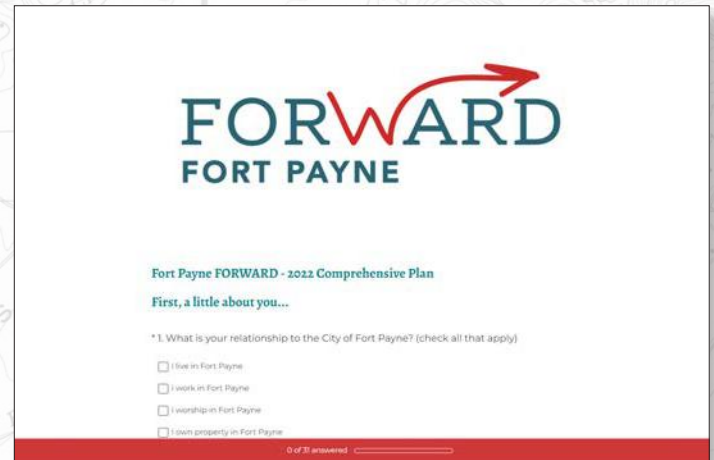 FORWARD
FORT PAYNE
Fort Payne FORWARD - 2022 Comprehensive Plan
First, a little about you...
* 1. What is your relationship to the City of Fort Payne? (check all that apply)
I live in Fort Payne
I work in Fort Payne
I worship in Fort Payne
I own property in Fort Payne
0 of 31 answered